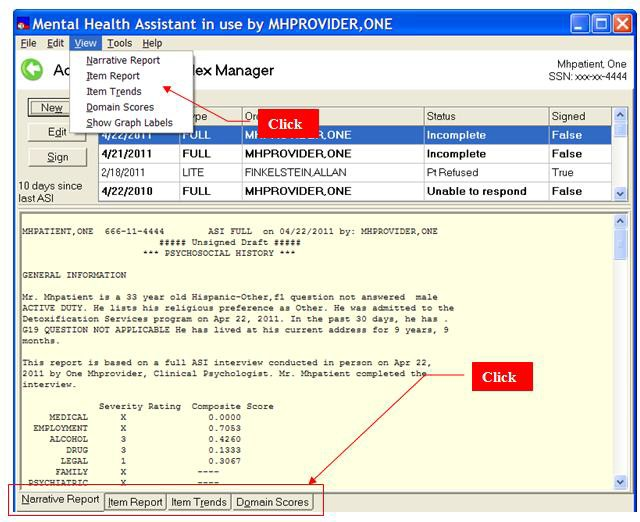 Mental Health Assistant in use by MHPROVIDER,ONE
File Edit View Tools Help
Narrative Report
Item Report
Item Trends
Domain Scores
Show Graph Labels
lex Manager
Mhpatient, One
SSN: xxx-xx-4444
Click
New
Edit
Sign
10 days since
last ASI
ype Status Signed
4/22/2011 FULL MHPROVIDER,ONE Incomplete False
4/21/2011 FULL MHPROVIDER,ONE Incomplete False
2/18/2011 LITE FINKELSTEIN,ALLAN Pt Refused True
4/22/2010 FULL MHPROVIDER,ONE Unable to respond False
MHPATIENT,ONE 666-11-4444 ASI FULL on 04/22/2011 by: MHPROVIDER,ONE
##### Unsigned Draft #####
*** PSYCHOSOCIAL HISTORY ***
GENERAL INFORMATION
Mr. Mhpatient is a 33 year old Hispanic-Other,f1 question not answered male
ACTIVE DUTY. He lists his religious preference as Other. He was admitted to the
Detoxification Services program on Apr 22, 2011. In the past 30 days, he has .
G19 QUESTION NOT APPLICABLE He has lived at his current address for 9 years, 9
months.
This report is based on a full ASI interview conducted in person on Apr 22,
2011 by One Mhprovider, Clinical Psychologist. Mr. Mhpatient completed the
interview.
Click
Severity Rating Composite Score
MEDICAL X 0.0000
EMPLOYMENT X 0.7053
ALCOHOL 3 0.4260
DRUG 3 0.1333
LEGAL 1 0.3067
FAMILY X ----
PSYCHIATRIC X ----
Narrative Report Item Report Item Trends Domain Scores